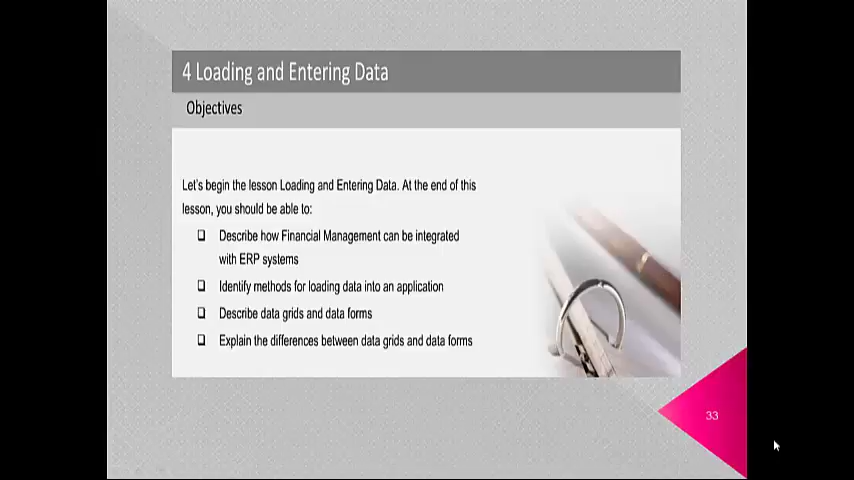 4 Loading and Entering Data
Objectives
Let's begin the lesson Loading and Entering Data. At the end of this
lesson, you should be able to:
❑ Describe how Financial Management can be integrated
with ERP systems
❑ Identify methods for loading data into an application
❑ Describe data grids and data forms
❑ Explain the differences between data grids and data forms
33